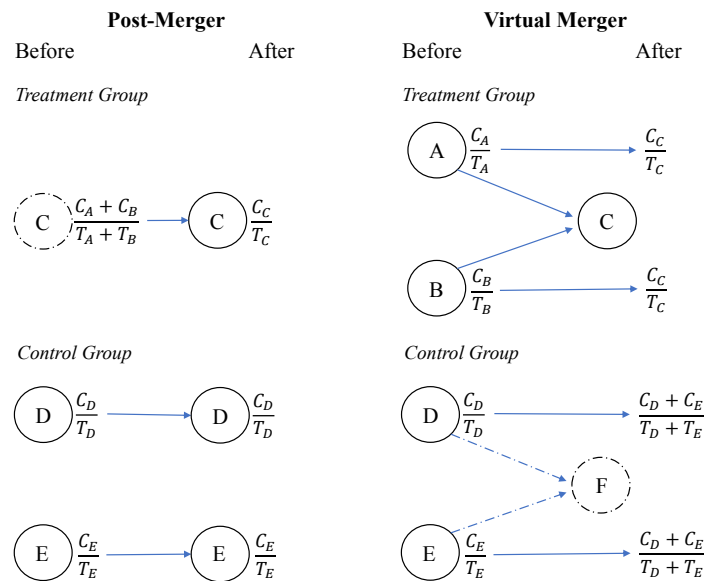 Post-Merger
Before After
Treatment Group
C (C_A + C_B)/(T_A + T_B) C C_C/T_C
Control Group
D C_D/T_D D C_D/T_D
E C_E/T_E E C_E/T_E
Virtual Merger
Before After
Treatment Group
A C_A/T_A C_C/T_C
C
B C_B/T_B C_C/T_C
Control Group
D C_D/T_D (C_D + C_E)/(T_D + T_E)
F
E C_E/T_E (C_D + C_E)/(T_D + T_E)